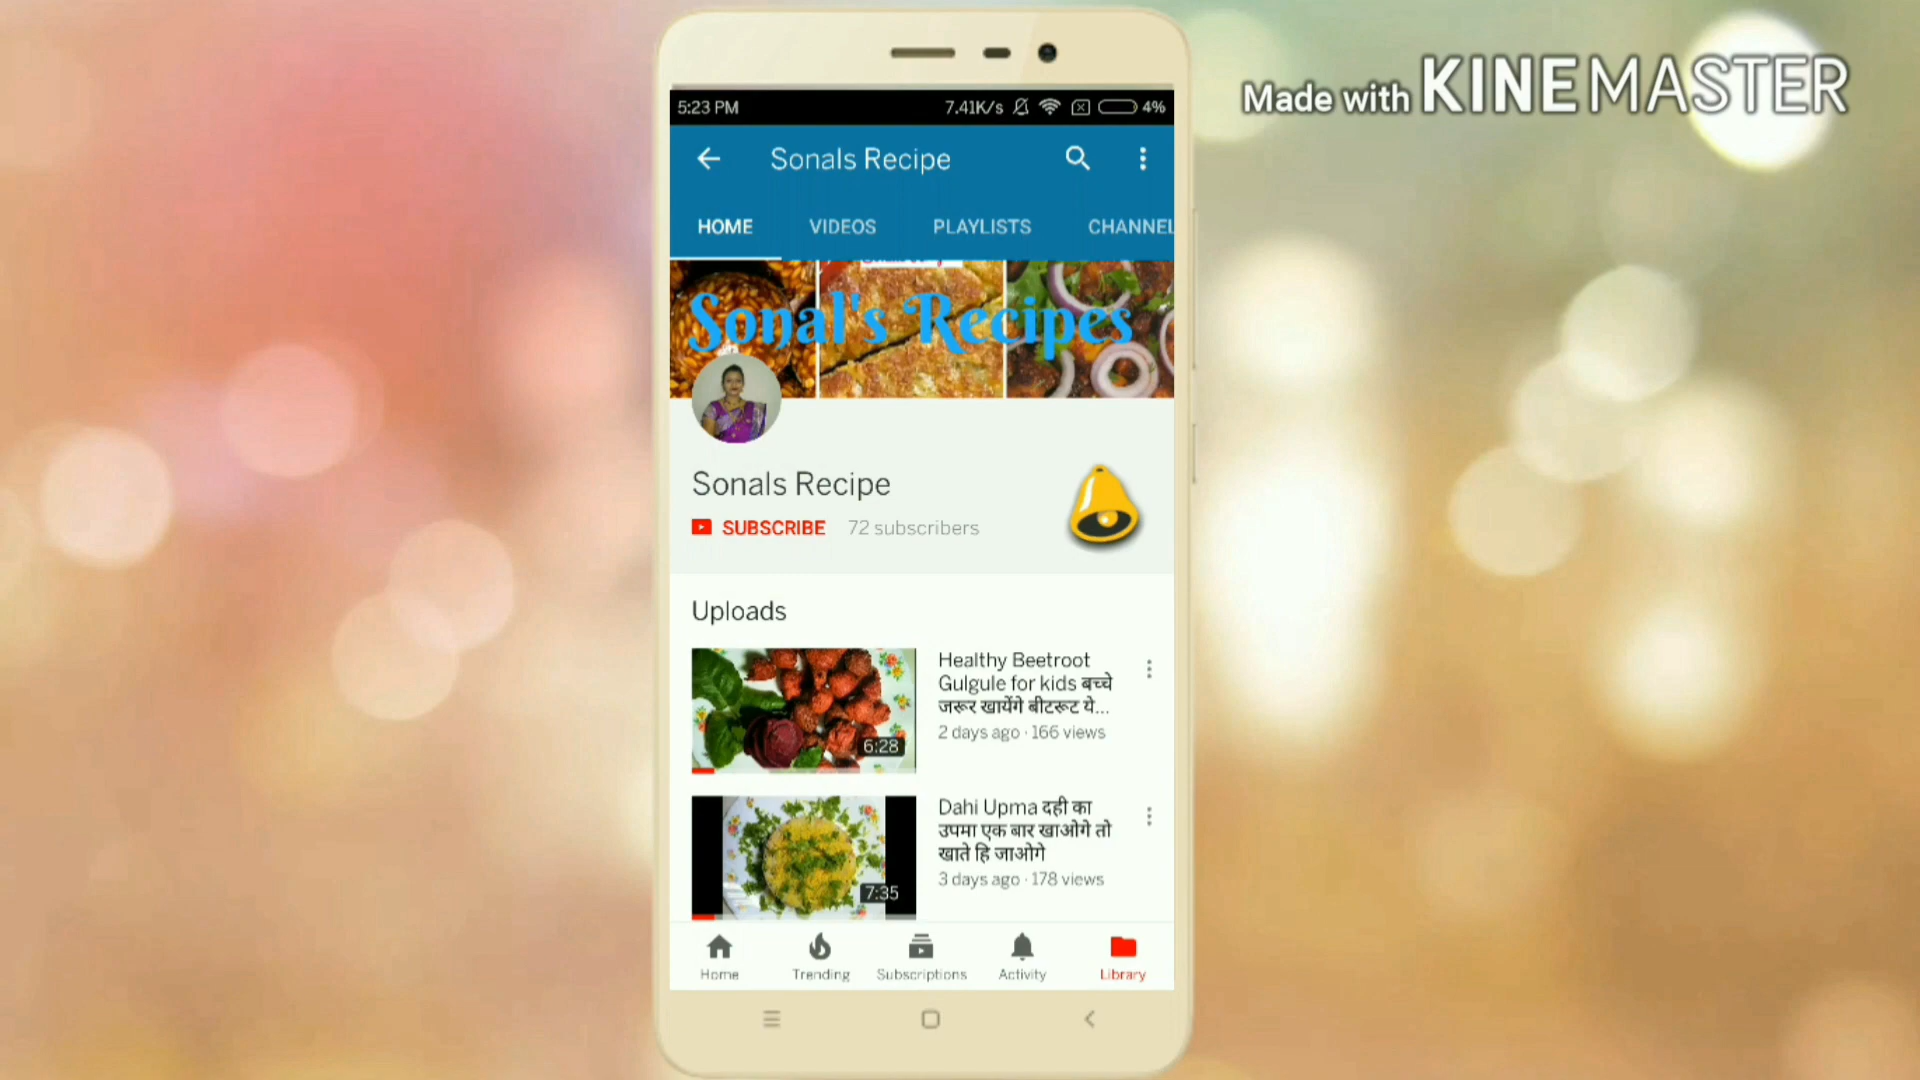 Made with KINEMASTER
5:23 PM 7.41K/s 4%
Sonals Recipe
HOME VIDEOS PLAYLISTS CHANNEL
Sonal's Recipes
Sonals Recipe
SUBSCRIBE 72 subscribers
Uploads
Healthy Beetroot
Gulgule for kids बच्चे
जरूर खायेंगे बीटरूट ये...
2 days ago · 166 views
6:28
Dahi Upma दही का
उपमा एक बार खाओगे तो
खाते हि जाओगे
3 days ago · 178 views
7:35
Home Trending Subscriptions Activity Library